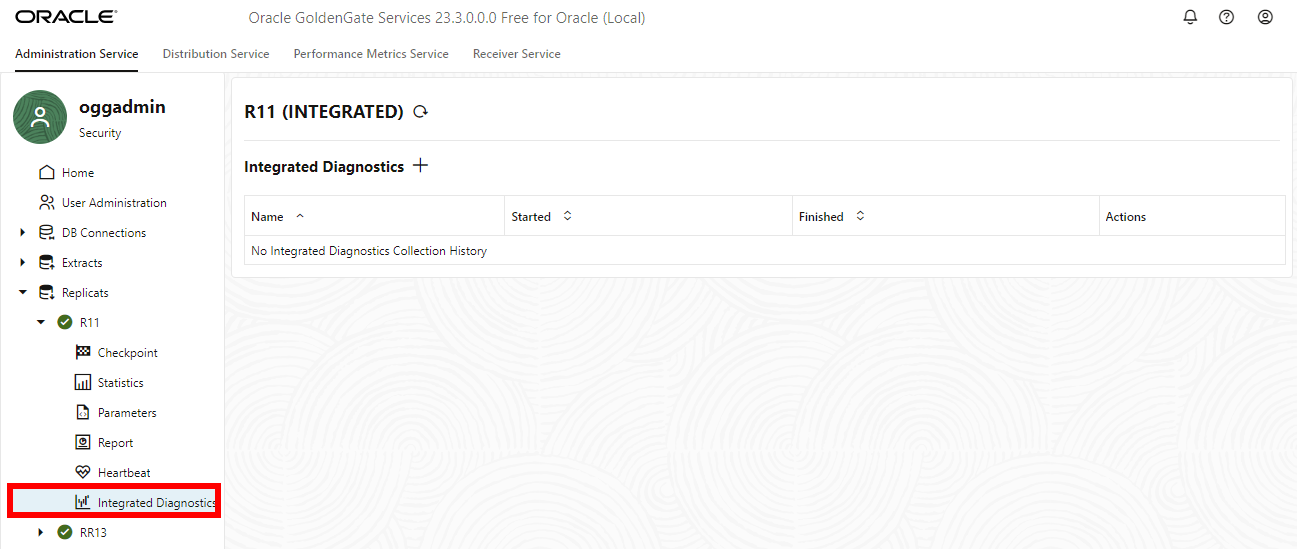 ORACLE
Oracle GoldenGate Services 23.3.0.0.0 Free for Oracle (Local)
Administration Service
Distribution Service
Performance Metrics Service
Receiver Service
oggadmin
Security
Home
User Administration
DB Connections
Extracts
Replicats
R11
Checkpoint
Statistics
Parameters
Report
Heartbeat
Integrated Diagnostics
RR13
R11 (INTEGRATED)
Integrated Diagnostics
Name
Started
Finished
Actions
No Integrated Diagnostics Collection History